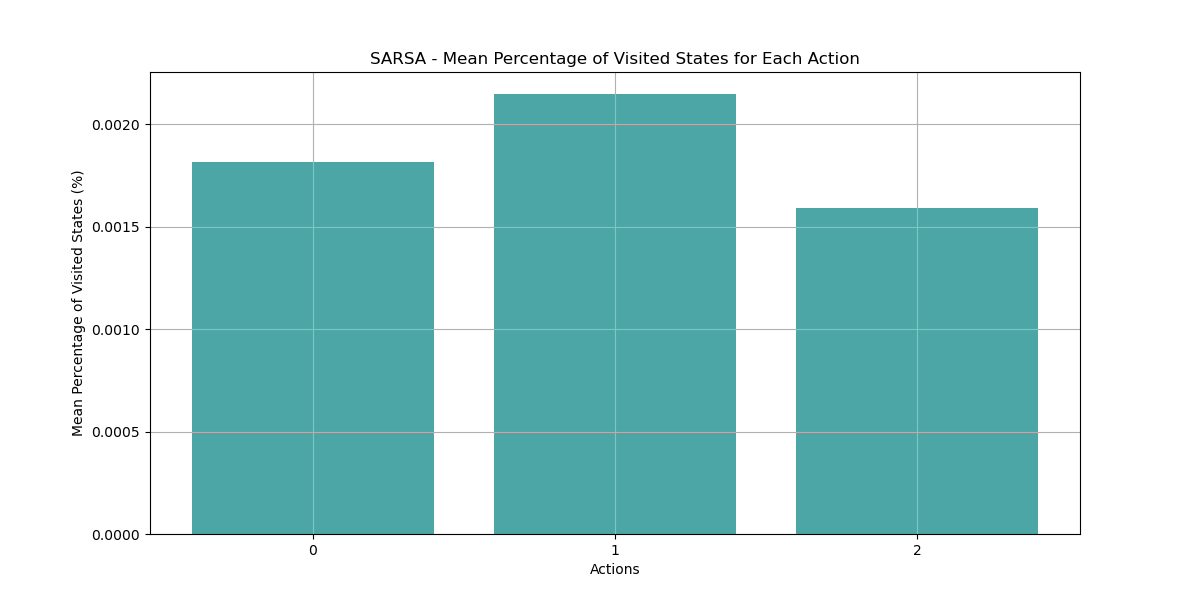 SARSA - Mean Percentage of Visited States for Each Action
Mean Percentage of Visited States (%)
0.0020
0.0015
0.0010
0.0005
0.0000
0 1 2
Actions